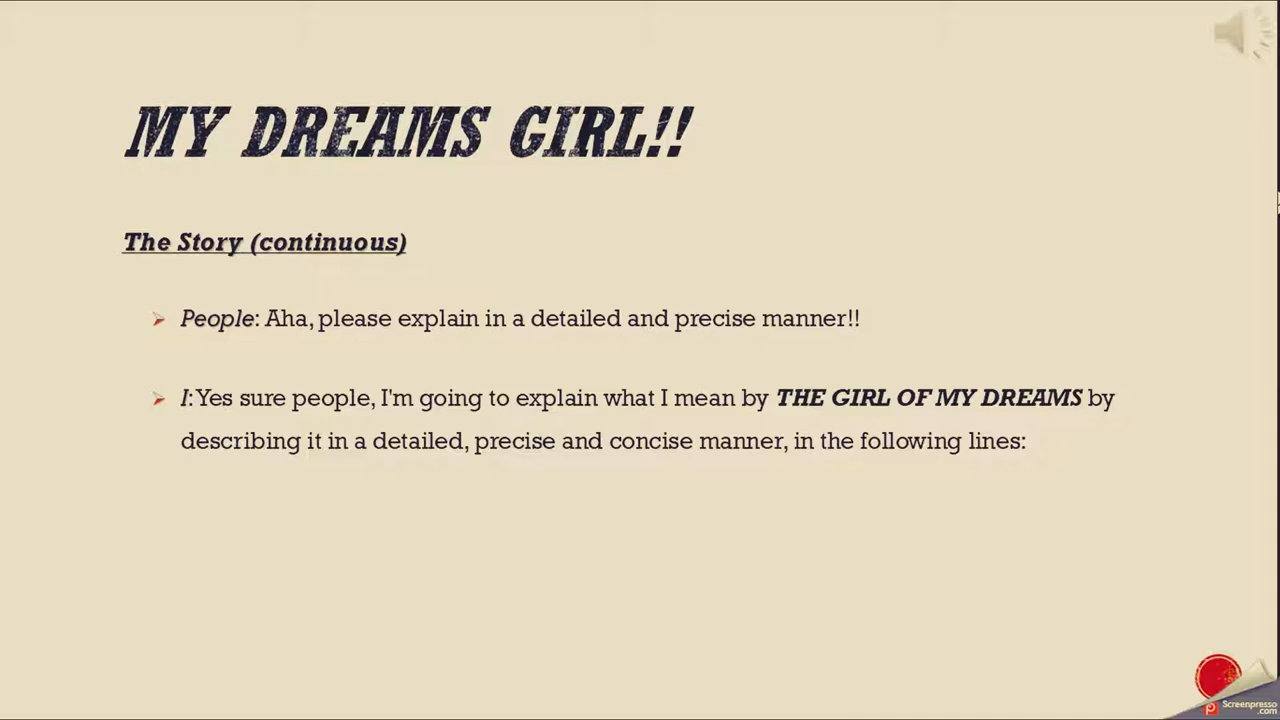 MY DREAMS GIRL!!
The Story (continuous)
People: Aha, please explain in a detailed and precise manner!!
I: Yes sure people, I'm going to explain what I mean by THE GIRL OF MY DREAMS by
describing it in a detailed, precise and concise manner, in the following lines:
Screenpresso
.com